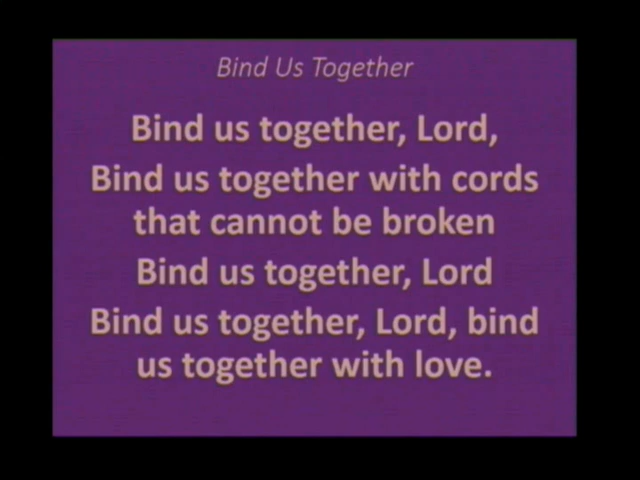 Bind Us Together
Bind us together, Lord,
Bind us together with cords
that cannot be broken
Bind us together, Lord
Bind us together, Lord, bind
us together with love.